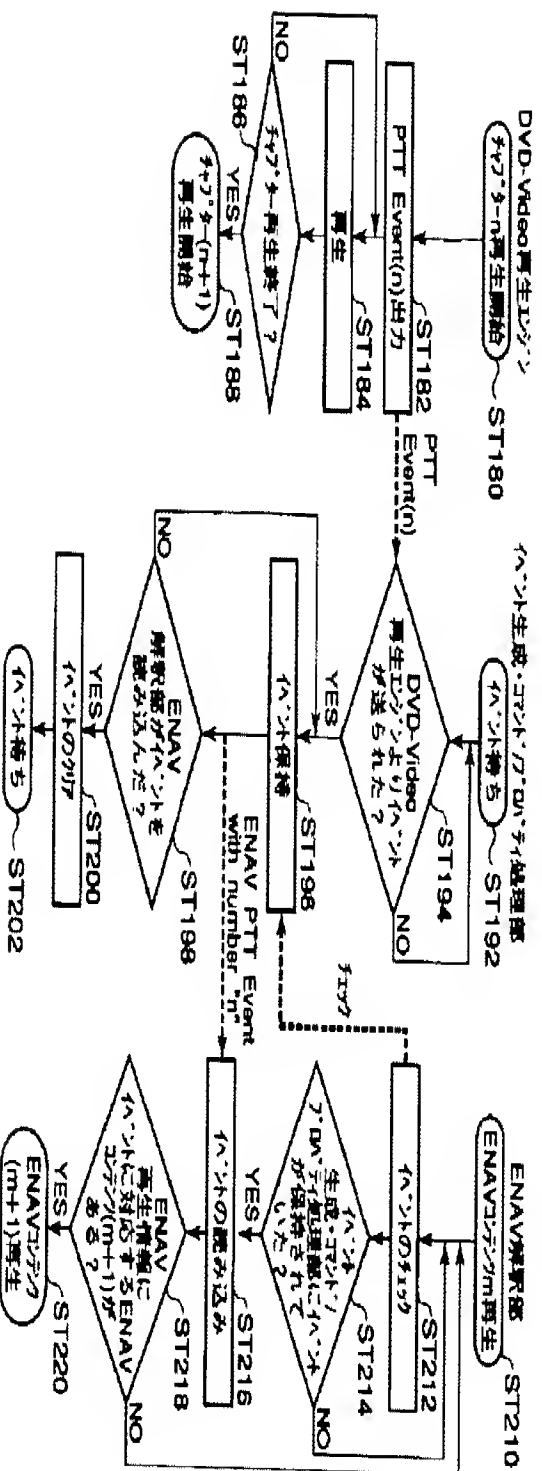 DVD-Video再生エンジン
チャプターn再生開始
ST180
PTT Event(n)出力
ST182
再生
ST184
チャプター再生終了？
ST186
NO
YES
チャプター(n+1)
再生開始
ST188
PTT
Event(n)
イベント生成・コマンド/プロパティ処理部
イベント待ち
ST192
DVD-Video
再生エンジンよりイベント
が送られた？
ST194
NO
YES
イベント保持
ST196
ENAV
解釈部がイベントを
読み込んだ？
ST198
NO
YES
イベントのクリア
ST200
イベント待ち
ST202
ENAV PTT Event
with number "n"
チェック
ENAV解釈部
ENAVコンテンツm再生
ST210
イベントのチェック
ST212
イベント
生成・コマンド/
プロパティ処理部にイベント
が保持されて
いた？
ST214
NO
YES
イベントの読み込み
ST216
ENAV
再生情報に
イベントに対応するENAV
コンテンツ(m+1)が
ある？
ST218
NO
YES
ENAVコンテンツ
(m+1)再生
ST220